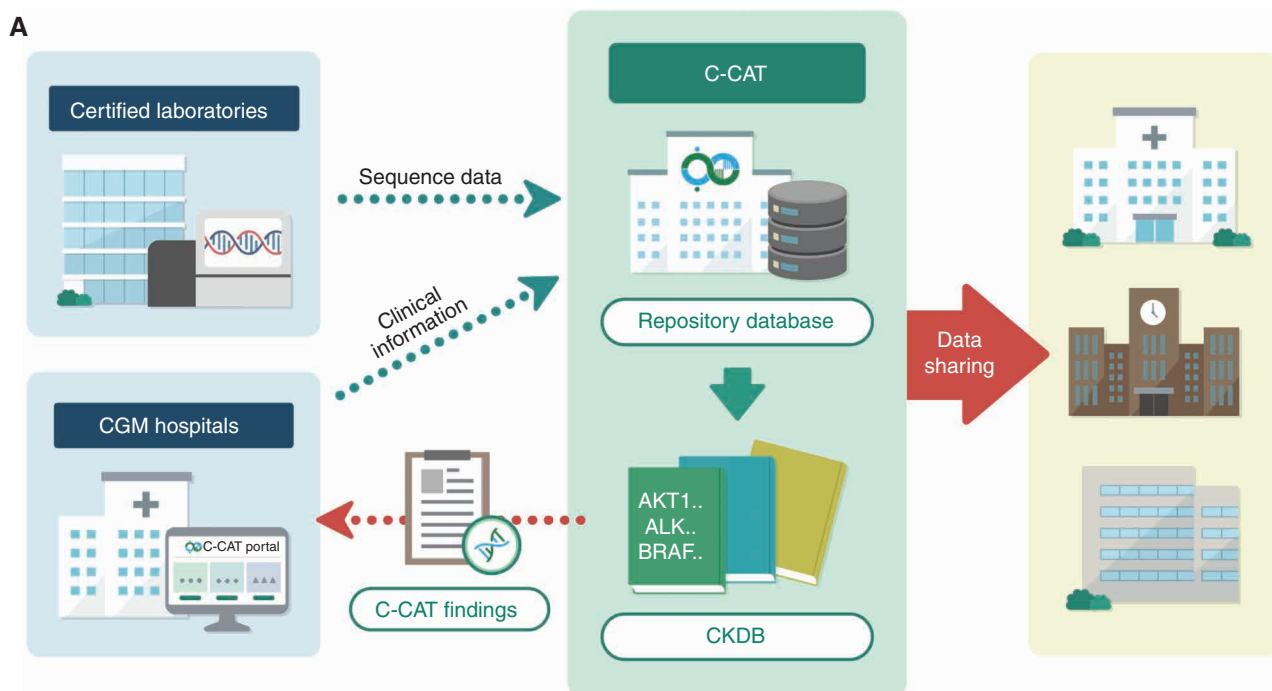 A
Certified laboratories
Sequence data
Clinical
information
CGM hospitals
C-CAT portal
C-CAT findings
C-CAT
Repository database
AKT1..
ALK..
BRAF..
CKDB
Data
sharing